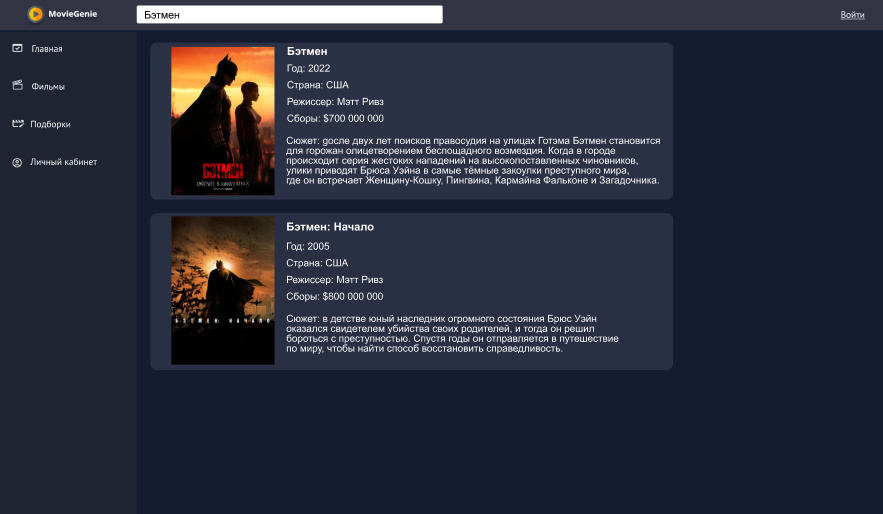 MovieGenie
Бэтмен
Войти
Главная
Фильмы
Подборки
Личный кабинет
Бэтмен
Год: 2022
Страна: США
Режиссер: Мэтт Ривз
Сборы: $700 000 000
Сюжет: gосле двух лет поисков правосудия на улицах Готэма Бэтмен становится
для горожан олицетворением беспощадного возмездия. Когда в городе
происходит серия жестоких нападений на высокопоставленных чиновников,
улики приводят Брюса Уэйна в самые тёмные закоулки преступного мира,
где он встречает Женщину-Кошку, Пингвина, Кармайна Фальконе и Загадочника.
БЭТМЕН
Бэтмен: Начало
Год: 2005
Страна: США
Режиссер: Мэтт Ривз
Сборы: $800 000 000
Сюжет: в детстве юный наследник огромного состояния Брюс Уэйн
оказался свидетелем убийства своих родителей, и тогда он решил
бороться с преступностью. Спустя годы он отправляется в путешествие
по миру, чтобы найти способ восстановить справедливость.
БЭТМЕН: НАЧАЛО